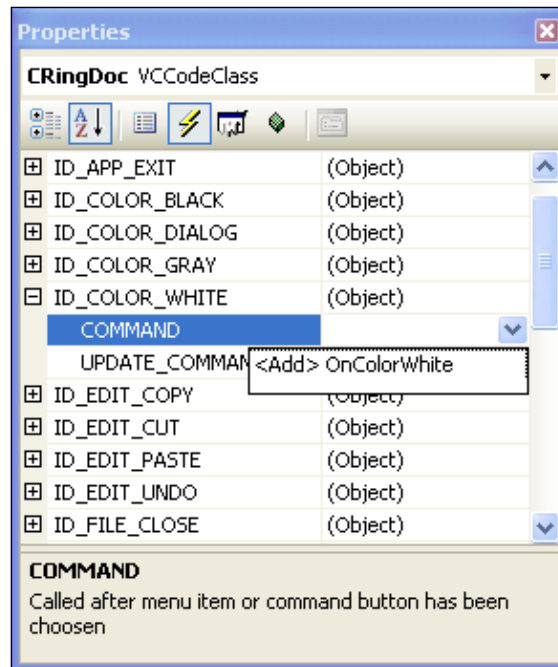 Properties
CRingDoc VCCodeClass
ID_APP_EXIT (Object)
ID_COLOR_BLACK (Object)
ID_COLOR_DIALOG (Object)
ID_COLOR_GRAY (Object)
ID_COLOR_WHITE (Object)
COMMAND
UPDATE_COMMAN <Add> OnColorWhite
ID_EDIT_COPY (Object)
ID_EDIT_CUT (Object)
ID_EDIT_PASTE (Object)
ID_EDIT_UNDO (Object)
ID_FILE_CLOSE (Object)
COMMAND
Called after menu item or command button has been
choosen